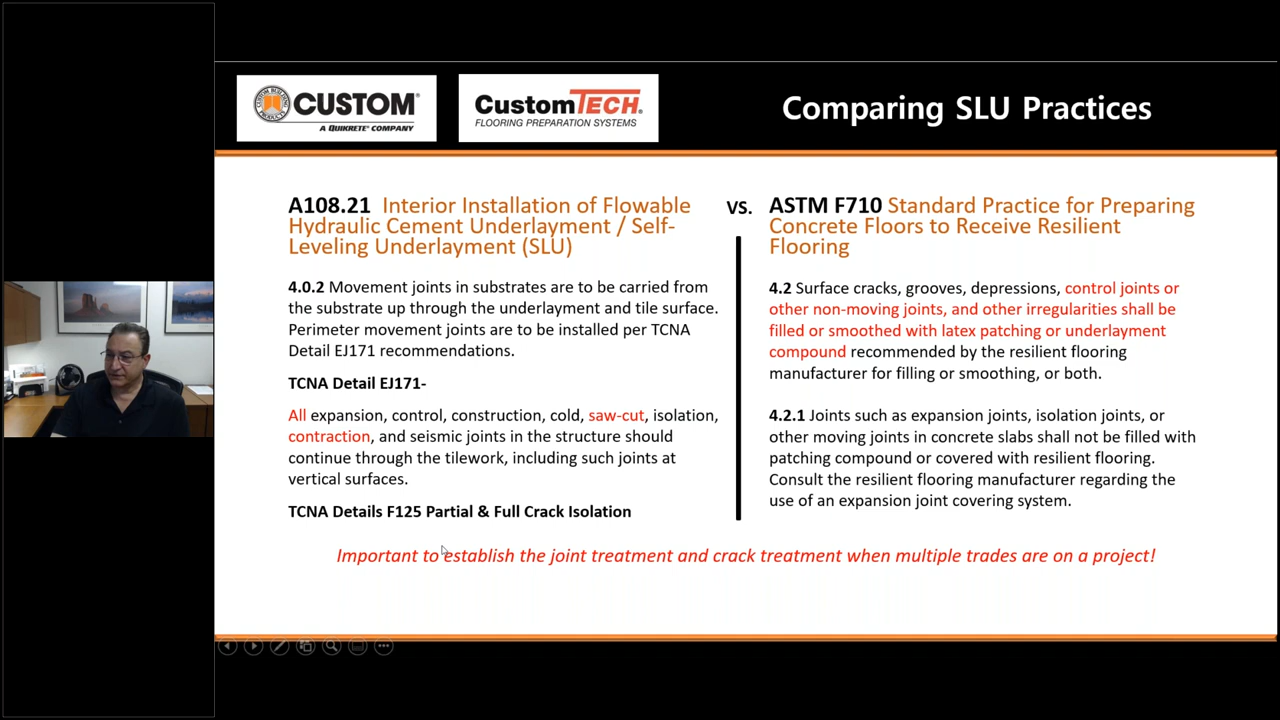 CUSTOM BUILDING PRODUCTS
CUSTOM®
A QUIKRETE® COMPANY
CustomTECH®
FLOORING PREPARATION SYSTEMS
Comparing SLU Practices
A108.21 Interior Installation of Flowable
Hydraulic Cement Underlayment / Self-
Leveling Underlayment (SLU)
4.0.2 Movement joints in substrates are to be carried from
the substrate up through the underlayment and tile surface.
Perimeter movement joints are to be installed per TCNA
Detail EJ171 recommendations.
TCNA Detail EJ171-
All expansion, control, construction, cold, saw-cut, isolation,
contraction, and seismic joints in the structure should
continue through the tilework, including such joints at
vertical surfaces.
TCNA Details F125 Partial & Full Crack Isolation
VS.
ASTM F710 Standard Practice for Preparing
Concrete Floors to Receive Resilient
Flooring
4.2 Surface cracks, grooves, depressions, control joints or
other non-moving joints, and other irregularities shall be
filled or smoothed with latex patching or underlayment
compound recommended by the resilient flooring
manufacturer for filling or smoothing, or both.
4.2.1 Joints such as expansion joints, isolation joints, or
other moving joints in concrete slabs shall not be filled with
patching compound or covered with resilient flooring.
Consult the resilient flooring manufacturer regarding the
use of an expansion joint covering system.
Important to establish the joint treatment and crack treatment when multiple trades are on a project!